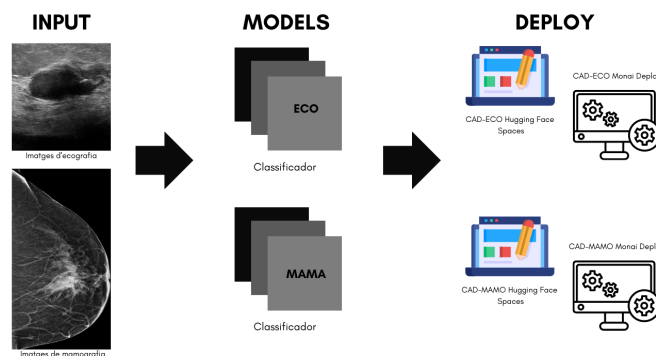 INPUT
MODELS
DEPLOY
Imatges d'ecografia
ECO
Classificador
CAD-ECO Hugging Face
Spaces
CAD-ECO Monai Deplo
Imatges de mamografia
MAMA
Classificador
CAD-MAMO Hugging Face
Spaces
CAD-MAMO Monai Depl